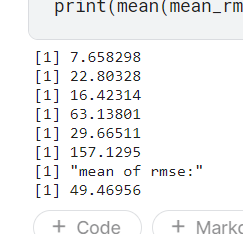 print(mean(mean_rm
[1] 7.658298
[1] 22.80328
[1] 16.42314
[1] 63.13801
[1] 29.66511
[1] 157.1295
[1] "mean of rmse:"
[1] 49.46956
+ Code + Marko